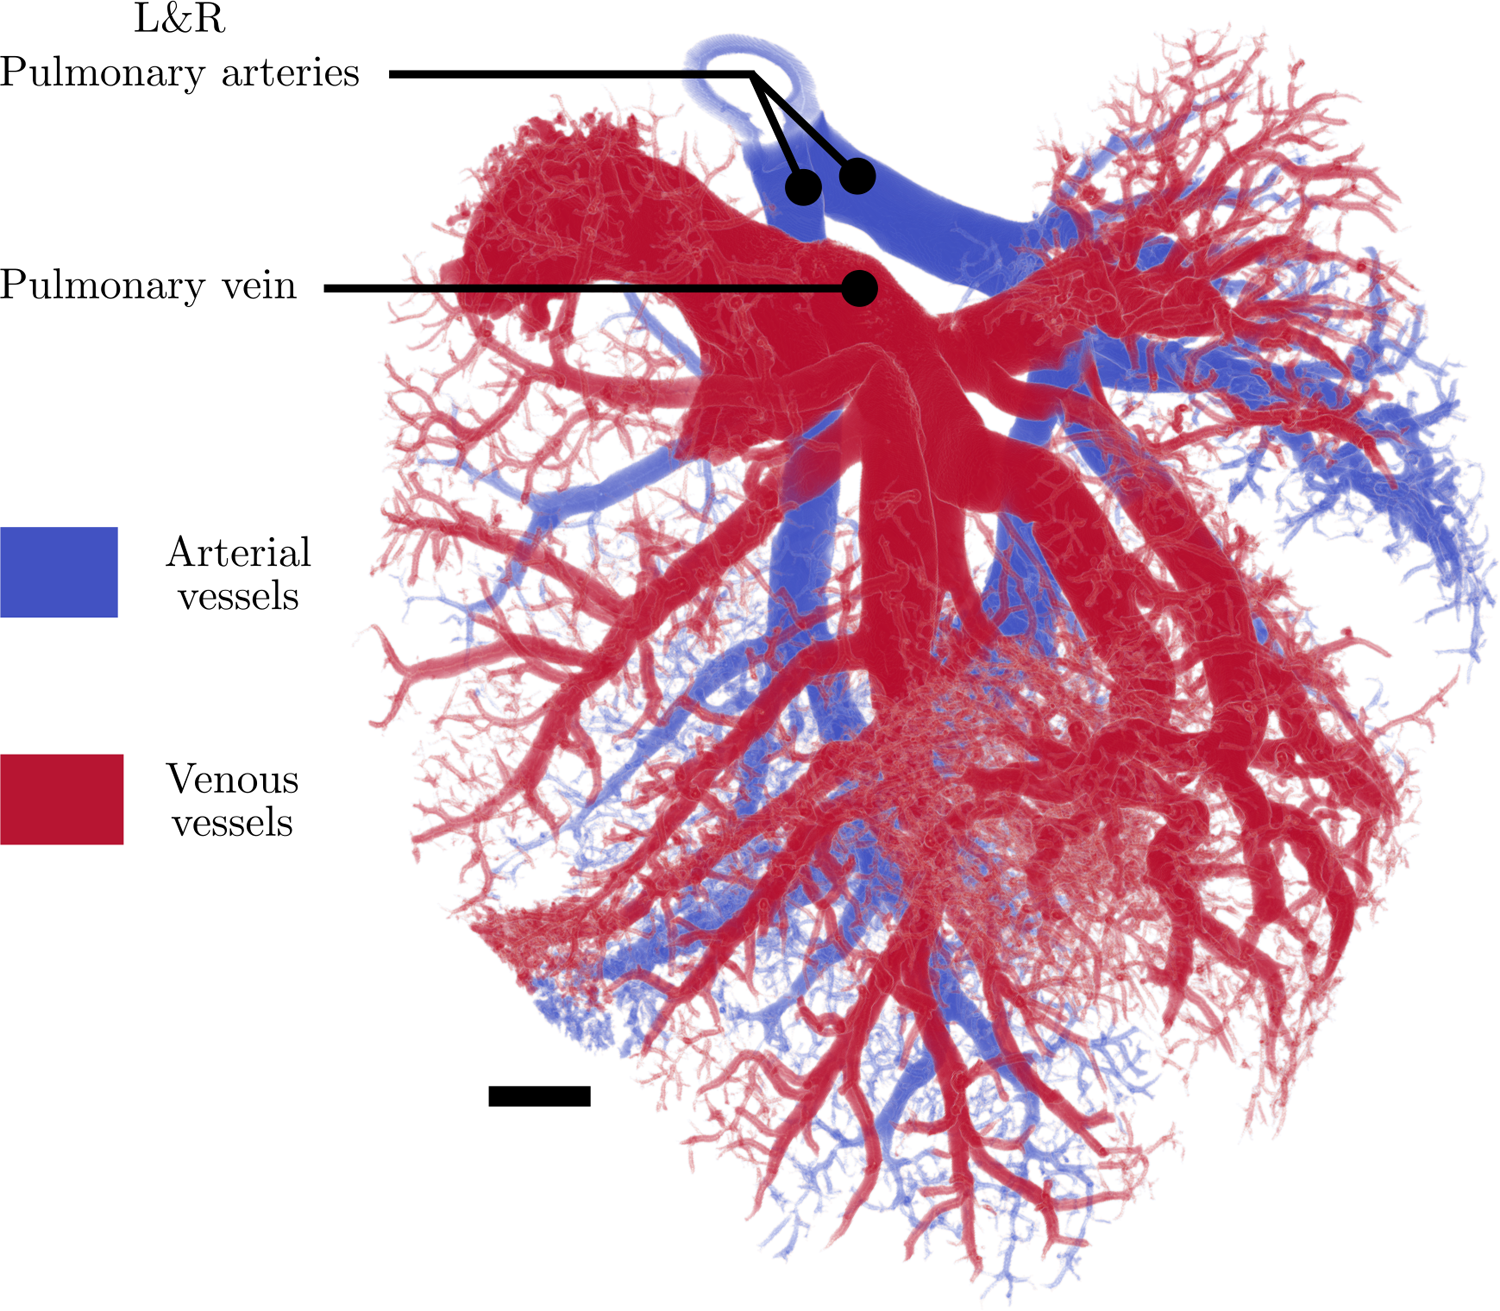 L&R
Pulmonary arteries
Pulmonary vein
Arterial
vessels
Venous
vessels